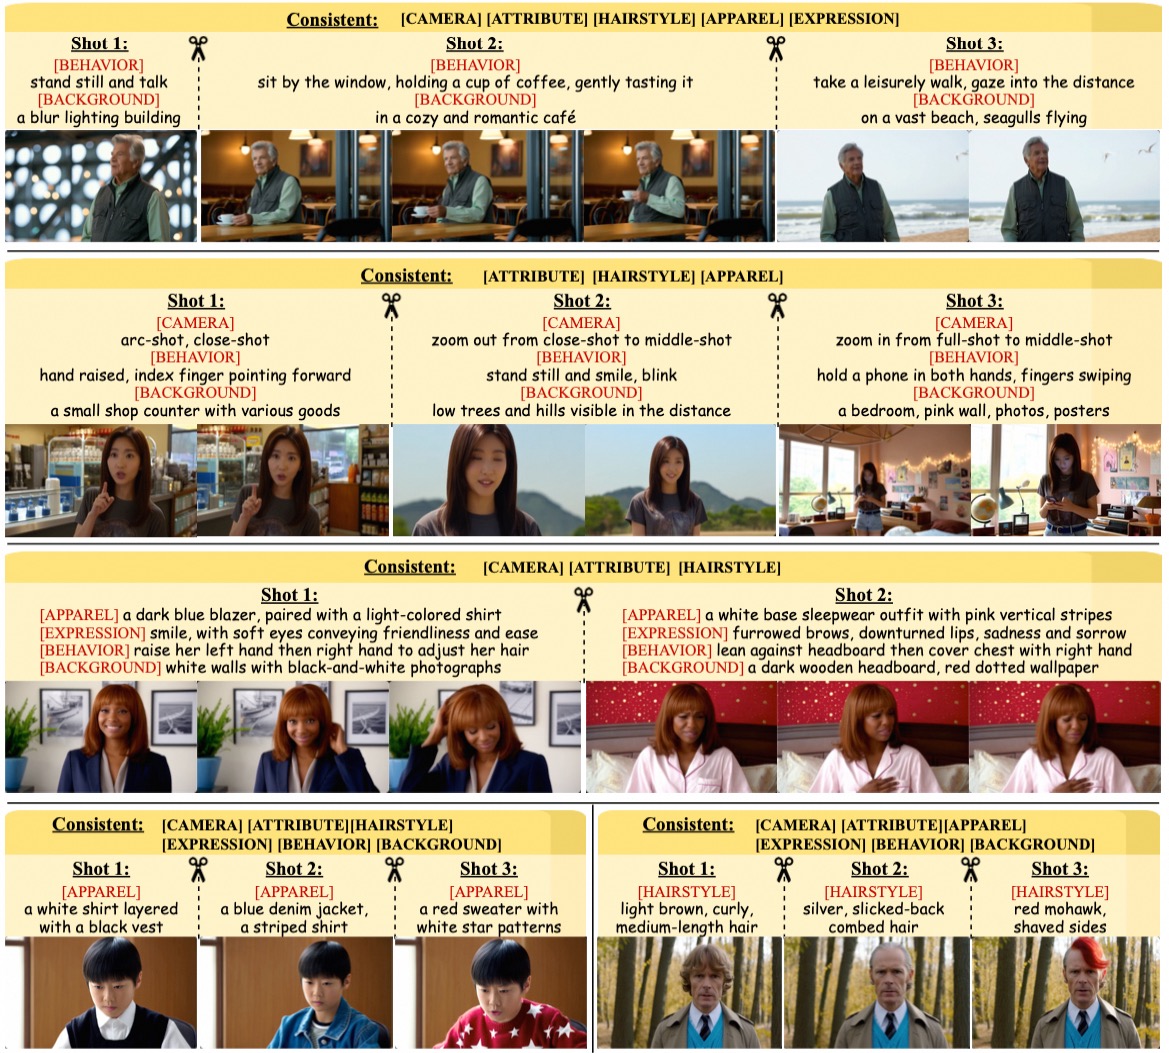 Consistent: [CAMERA] [ATTRIBUTE] [HAIRSTYLE] [APPAREL] [EXPRESSION]
Shot 1:
[BEHAVIOR]
stand still and talk
[BACKGROUND]
a blur lighting building
Shot 2:
[BEHAVIOR]
sit by the window, holding a cup of coffee, gently tasting it
[BACKGROUND]
in a cozy and romantic café
Shot 3:
[BEHAVIOR]
take a leisurely walk, gaze into the distance
[BACKGROUND]
on a vast beach, seagulls flying
Consistent: [ATTRIBUTE] [HAIRSTYLE] [APPAREL]
Shot 1:
[CAMERA]
arc-shot, close-shot
[BEHAVIOR]
hand raised, index finger pointing forward
[BACKGROUND]
a small shop counter with various goods
Shot 2:
[CAMERA]
zoom out from close-shot to middle-shot
[BEHAVIOR]
stand still and smile, blink
[BACKGROUND]
low trees and hills visible in the distance
Shot 3:
[CAMERA]
zoom in from full-shot to middle-shot
[BEHAVIOR]
hold a phone in both hands, fingers swiping
[BACKGROUND]
a bedroom, pink wall, photos, posters
Consistent: [CAMERA] [ATTRIBUTE] [HAIRSTYLE]
Shot 1:
[APPAREL] a dark blue blazer, paired with a light-colored shirt
[EXPRESSION] smile, with soft eyes conveying friendliness and ease
[BEHAVIOR] raise her left hand then right hand to adjust her hair
[BACKGROUND] white walls with black-and-white photographs
Shot 2:
[APPAREL] a white base sleepwear outfit with pink vertical stripes
[EXPRESSION] furrowed brows, downturned lips, sadness and sorrow
[BEHAVIOR] lean against headboard then cover chest with right hand
[BACKGROUND] a dark wooden headboard, red dotted wallpaper
Consistent: [CAMERA] [ATTRIBUTE][HAIRSTYLE]
[EXPRESSION] [BEHAVIOR] [BACKGROUND]
Shot 1:
[APPAREL]
a white shirt layered
with a black vest
Shot 2:
[APPAREL]
a blue denim jacket,
a striped shirt
Shot 3:
[APPAREL]
a red sweater with
white star patterns
Consistent: [CAMERA] [ATTRIBUTE][APPAREL]
[EXPRESSION] [BEHAVIOR] [BACKGROUND]
Shot 1:
[HAIRSTYLE]
light brown, curly,
medium-length hair
Shot 2:
[HAIRSTYLE]
silver, slicked-back
combed hair
Shot 3:
[HAIRSTYLE]
red mohawk,
shaved sides